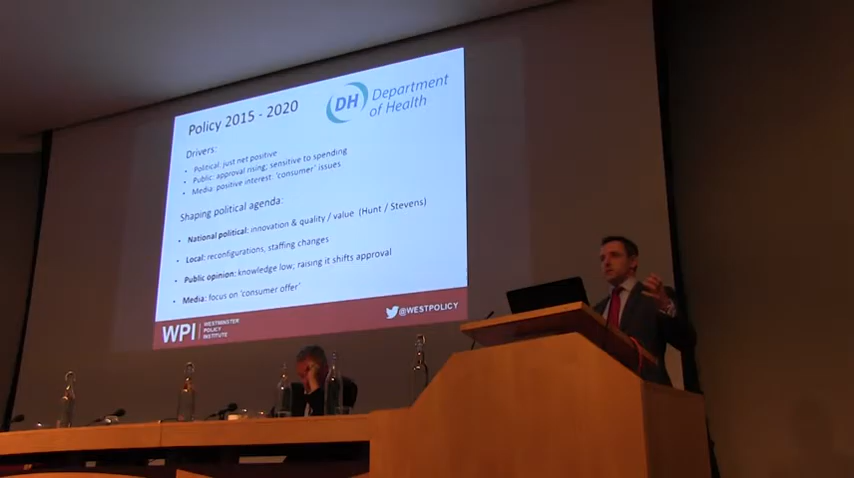 Policy 2015 - 2020
DH Department
of Health
Drivers:
• Political: just net positive
• Public: approval rising; sensitive to spending
• Media: positive interest: 'consumer' issues
Shaping political agenda:
• National political: innovation & quality / value (Hunt / Stevens)
• Local: reconfigurations, staffing changes
• Public opinion: knowledge low; raising it shifts approval
• Media: focus on 'consumer offer'
WPI WESTMINSTER
POLICY
INSTITUTE
@WESTPOLICY